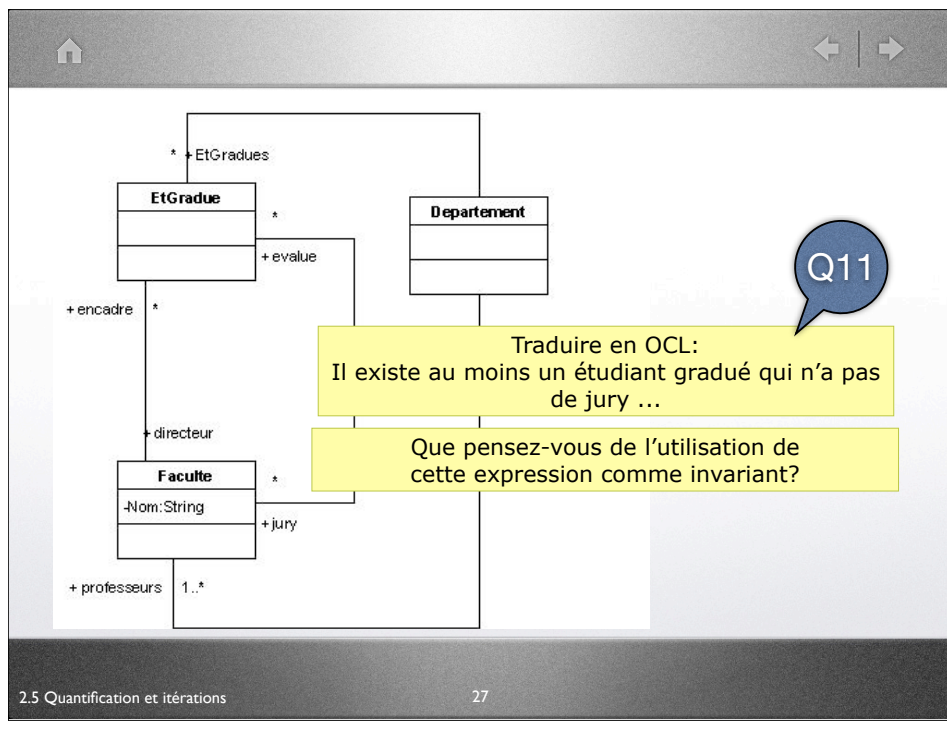 * + EtGradues
EtGradue
*
+ evalue
Departement
Q11
+ encadre *
Traduire en OCL:
Il existe au moins un étudiant gradué qui n'a pas
de jury ...
Que pensez-vous de l'utilisation de
cette expression comme invariant?
+ directeur
Faculte
-Nom:String
*
+ jury
+ professeurs 1..*
2.5 Quantification et itérations
27